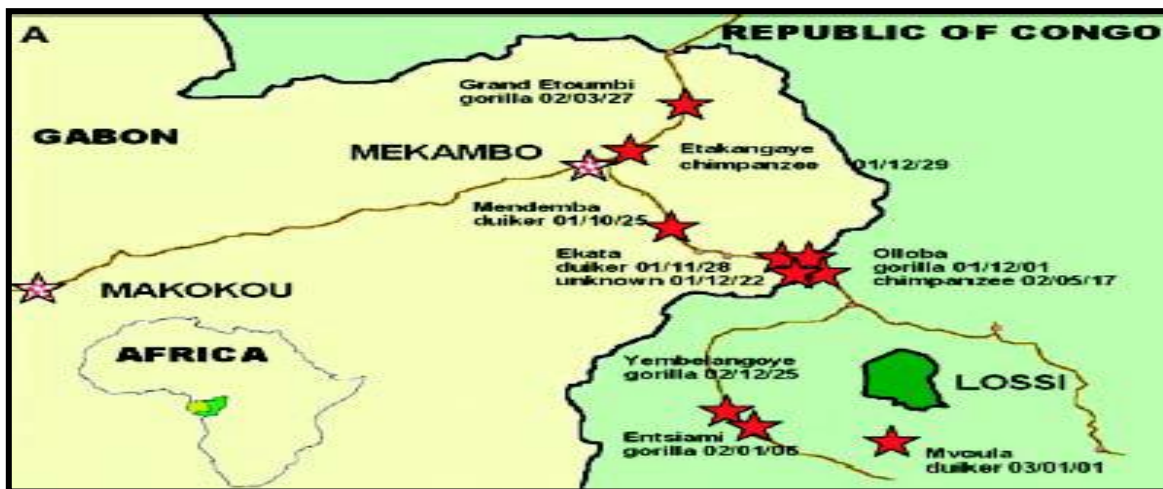 A
REPUBLIC OF CONGO
Grand Etoumbi
gorilla 02/03/27
GABON
MEKAMBO
Etakangaye
chimpanzee 01/12/29
Mendemba
duiker 01/10/25
Ekata
duiker 01/11/28
unknown 01/12/22
Olloba
gorilla 01/12/01
chimpanzee 02/05/17
MAKOKOU
AFRICA
Yembelangoye
gorilla 02/12/25
LOSSI
Entsiami
gorilla 02/01/05
Mvoula
duiker 03/01/01